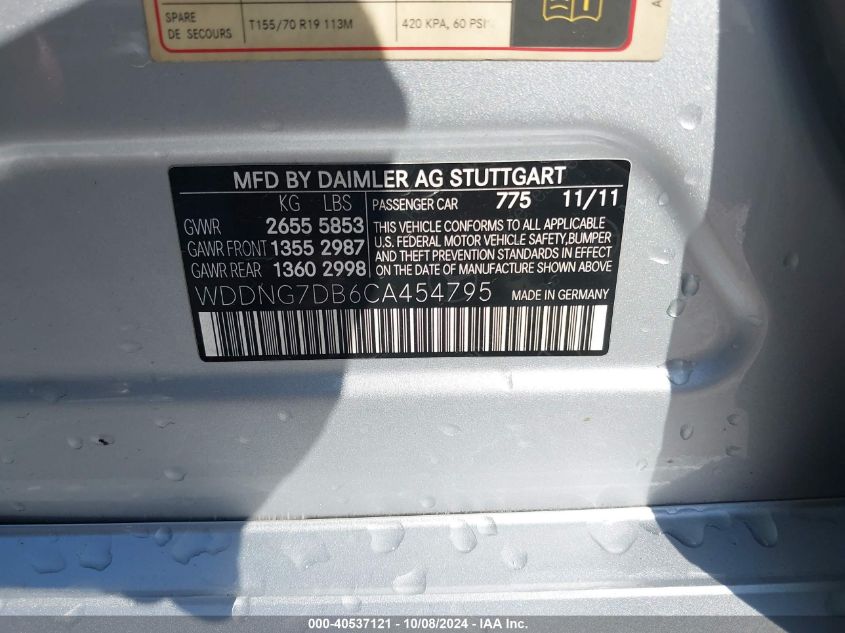 SPARE
DE SECOURS T155/70 R19 113M 420 KPA, 60 PSI
MFD BY DAIMLER AG STUTTGART
KG LBS PASSENGER CAR 775 11/11
GVWR 2655 5853
GAWR FRONT 1355 2987
GAWR REAR 1360 2998
THIS VEHICLE CONFORMS TO ALL APPLICABLE
U.S. FEDERAL MOTOR VEHICLE SAFETY,BUMPER
AND THEFT PREVENTION STANDARDS IN EFFECT
ON THE DATE OF MANUFACTURE SHOWN ABOVE
WDDNG7DB6CA454795 MADE IN GERMANY
000-40537121 - 10/08/2024 - IAA Inc.